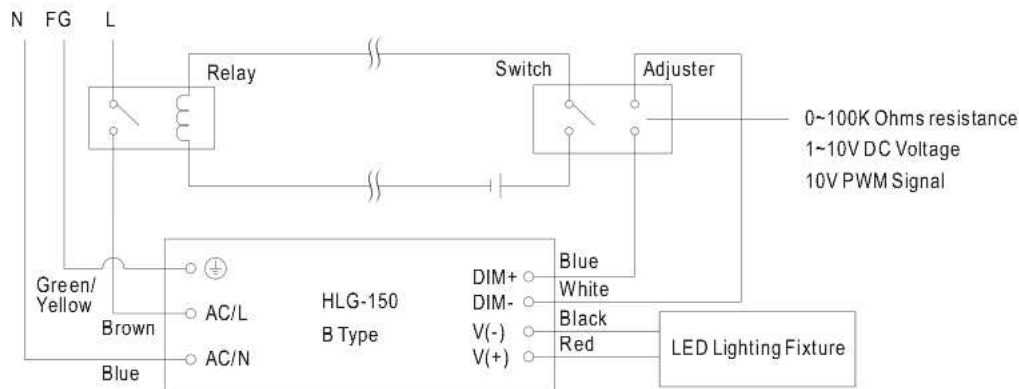 N FG L
Relay
Switch
Adjuster
0~100K Ohms resistance
1~10V DC Voltage
10V PWM Signal
Green/
Yellow
Brown
Blue
AC/L
AC/N
HLG-150
B Type
DIM+
DIM-
V(-)
V(+)
Blue
White
Black
Red
LED Lighting Fixture